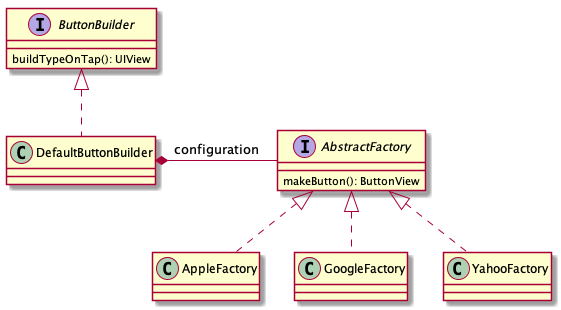 I ButtonBuilder
buildTypeOnTap(): UIView
C DefaultButtonBuilder
configuration
I AbstractFactory
makeButton(): ButtonView
C AppleFactory
C GoogleFactory
C YahooFactory